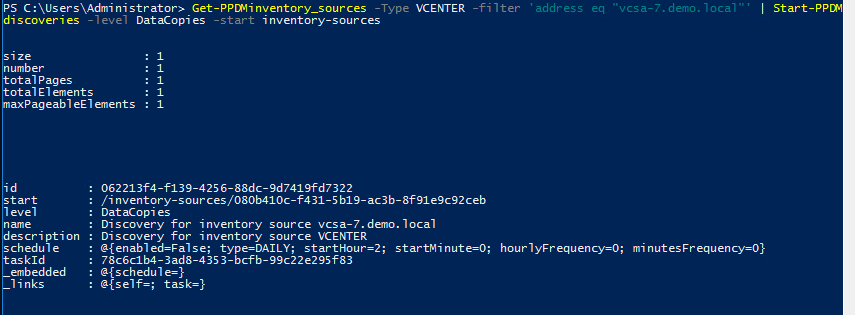 PS C:\Users\Administrator> Get-PPDMinventory_sources -Type VCENTER -filter 'address eq "vcsa-7.demo.local"' | Start-PPDM
discoveries -level DataCopies -start inventory-sources
size : 1
number : 1
totalPages : 1
totalElements : 1
maxPageableElements : 1
id : 062213f4-f139-4256-88dc-9d7419fd7322
start : /inventory-sources/080b410c-f431-5b19-ac3b-8f91e9c92ceb
level : DataCopies
name : Discovery for inventory source vcsa-7.demo.local
description : Discovery for inventory source VCENTER
schedule : @{enabled=False; type=DAILY; startHour=2; startMinute=0; hourlyFrequency=0; minutesFrequency=0}
taskId : 78c6c1b4-3ad8-4353-bcfb-99c22e295f83
_embedded : @{schedule=}
_links : @{self=; task=}